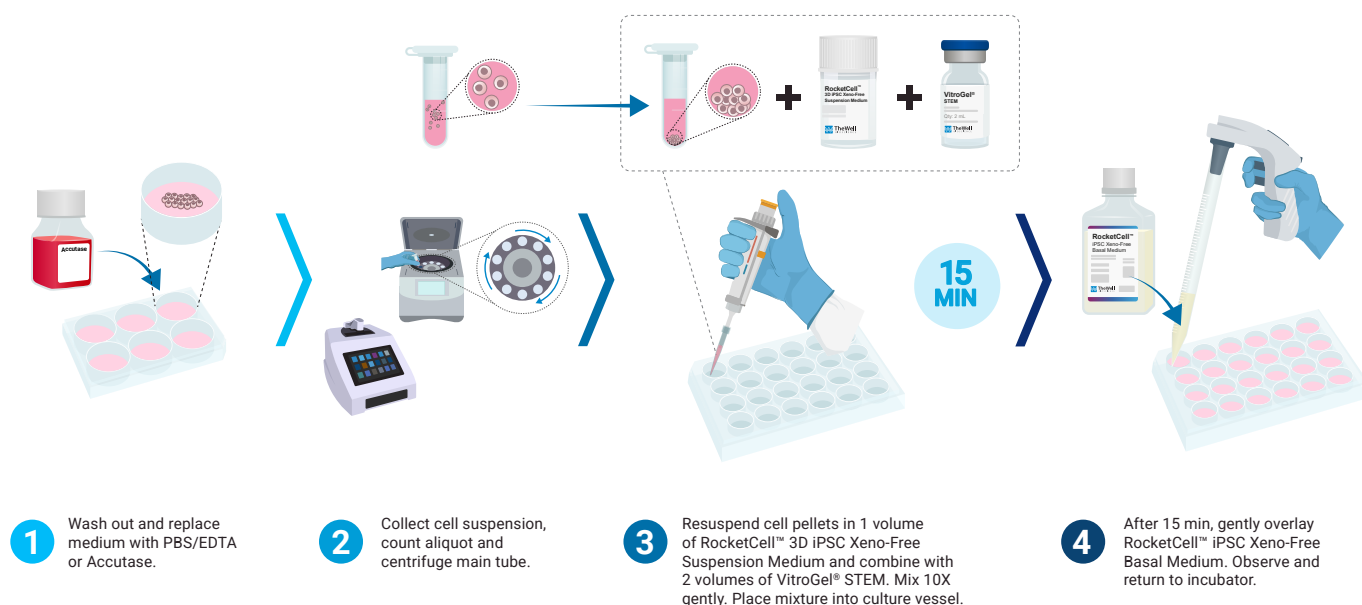 RocketCell™
3D iPSC Xeno-Free
Suspension Medium
TheWell
VitroGel®
STEM
Qty: 2 mL
TheWell
Accutase
15
MIN
RocketCell™
iPSC Xeno-Free
Basal Medium
TheWell
1
Wash out and replace
medium with PBS/EDTA
or Accutase.
2
Collect cell suspension,
count aliquot and
centrifuge main tube.
3
Resuspend cell pellets in 1 volume
of RocketCell™ 3D iPSC Xeno-Free
Suspension Medium and combine with
2 volumes of VitroGel® STEM. Mix 10X
gently. Place mixture into culture vessel.
4
After 15 min, gently overlay
RocketCell™ iPSC Xeno-Free
Basal Medium. Observe and
return to incubator.